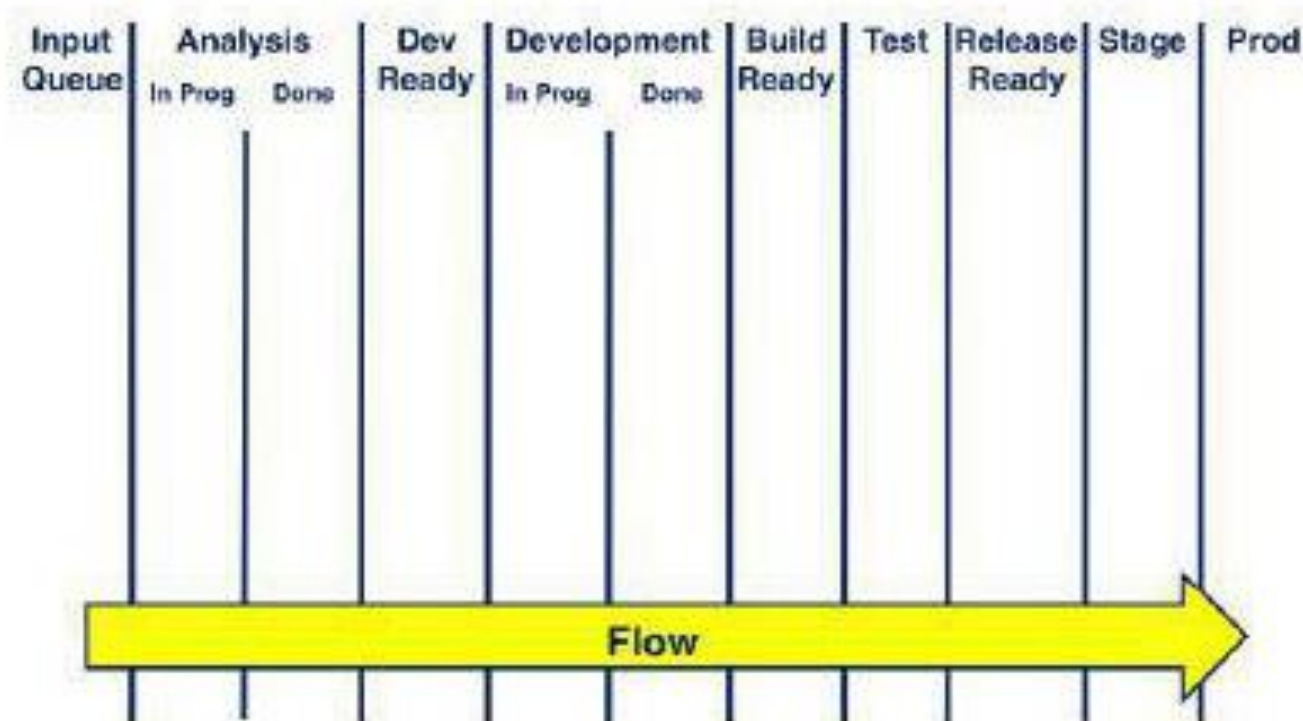 Input Queue
Analysis
In Prog Done
Dev Ready
Development
In Prog Done
Build Ready
Test
Release Ready
Stage
Prod
Flow